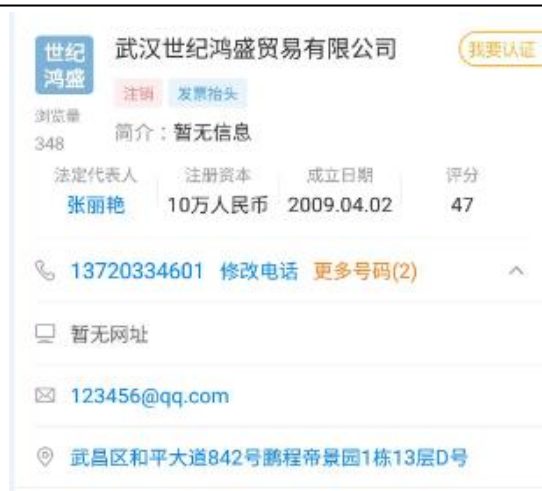 世纪
鸿盛
武汉世纪鸿盛贸易有限公司
我要认证
注销 发票抬头
浏览量
348
简介：暂无信息
法定代表人 注册资本 成立日期 评分
张丽艳 10万人民币 2009.04.02 47
13720334601 修改电话 更多号码(2)
暂无网址
123456@qq.com
武昌区和平大道842号鹏程帝景园1栋13层D号